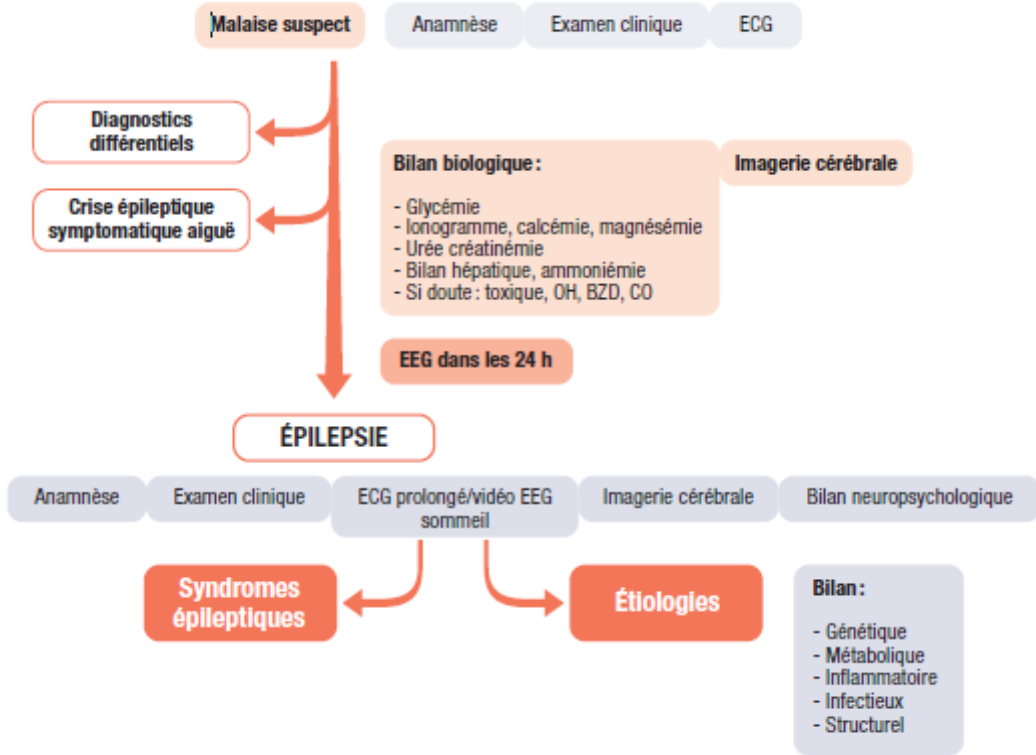 Malaise suspect
Anamnèse
Examen clinique
ECG
Diagnostics
différentiels
Crise épileptique
symptomatique aiguë
Bilan biologique :
- Glycémie
- Ionogramme, calcémie, magnésémie
- Urée créatinémie
- Bilan hépatique, ammoniémie
- Si doute : toxique, OH, BZD, CO
Imagerie cérébrale
EEG dans les 24 h
ÉPILEPSIE
Anamnèse
Examen clinique
ECG prolongé/vidéo EEG
sommeil
Imagerie cérébrale
Bilan neuropsychologique
Syndromes
épileptiques
Étiologies
Bilan :
- Génétique
- Métabolique
- Inflammatoire
- Infectieux
- Structurel